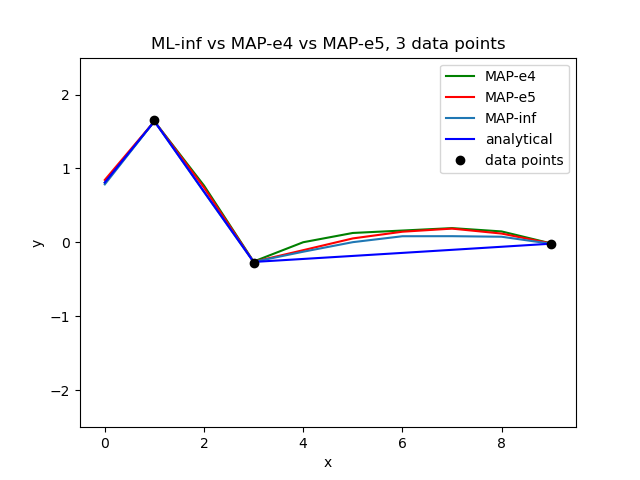 ML-inf vs MAP-e4 vs MAP-e5, 3 data points
MAP-e4
MAP-e5
MAP-inf
analytical
data points
2
1
0
−1
−2
y
0
2
4
6
8
x